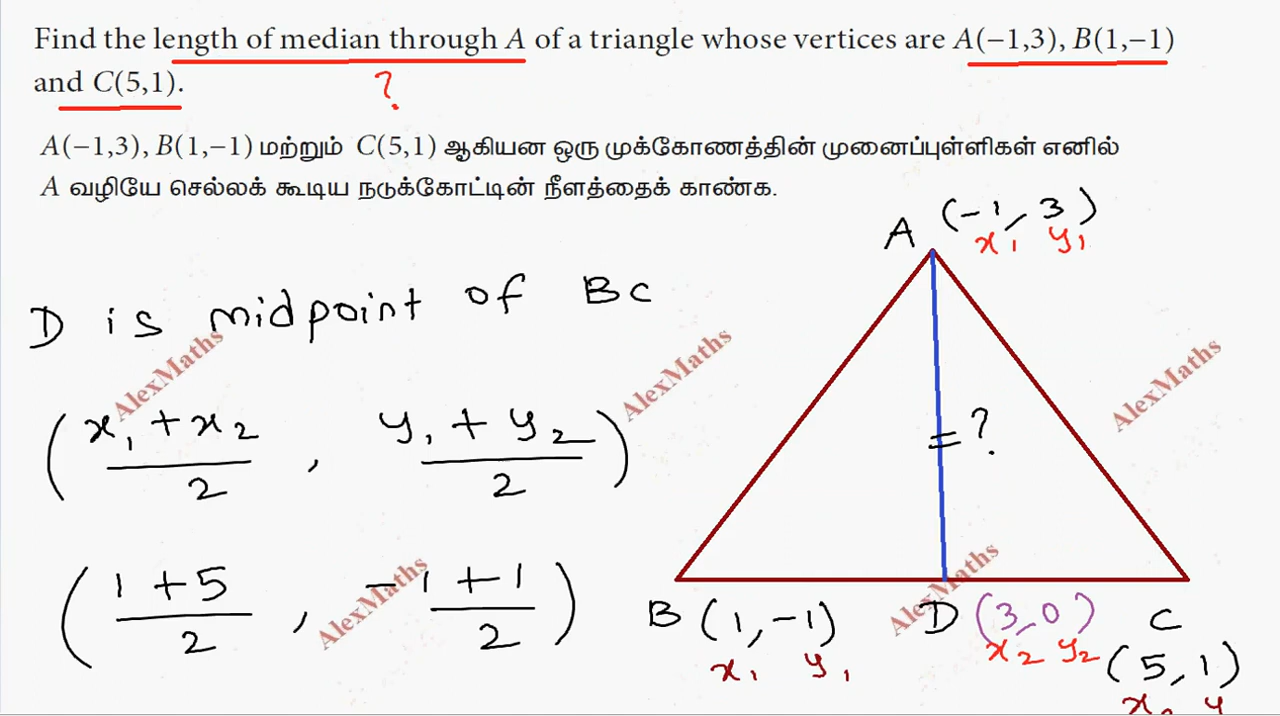 Find the length of median through A of a triangle whose vertices are A(−1,3), B(1,−1)
and C(5,1).
?
A(−1,3), B(1,−1) மற்றும் C(5,1) ஆகியன ஒரு முக்கோணத்தின் முனைப்புள்ளிகள் எனில்
A வழியே செல்லக் கூடிய நடுக்கோட்டின் நீளத்தைக் காண்க.
A (-1, 3)
x₁ y₁
D is midpoint of BC
AlexMaths
AlexMaths
AlexMaths
(x₁ + x₂ / 2 , y₁ + y₂ / 2)
= ?
(1 + 5 / 2 , -1 + 1 / 2)
AlexMaths
AlexMaths
B (1, -1) D (3, 0) C
x₂ y₂
(5, 1)
x₁ y₁